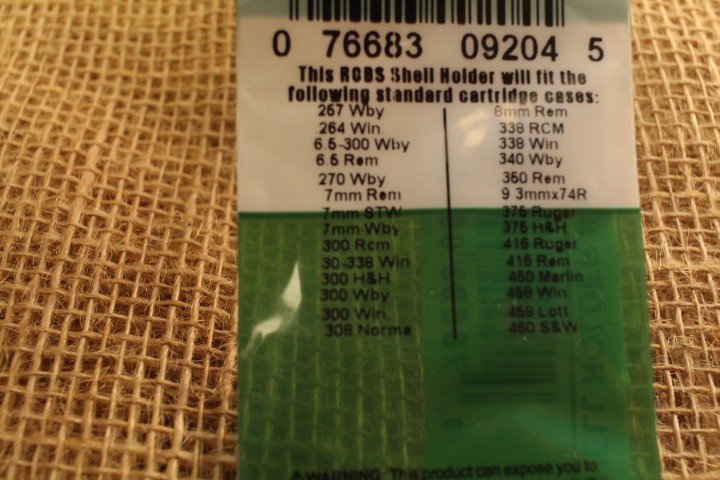 0 76683 09204 5
This RCBS Shell Holder will fit the
following standard cartridge cases:
257 Wby
264 Win.
6.5-300 Wby
6.5 Rem
270 Wby
7mm Rem
7mm STW
7mm Wby
300 Rcm
30-338 Win
300 H&H
300 Wby
300 Win.
308 Norma
8mm Rem
338 RCM
338 Win
340 Wby
350 Rem
9.3mmx74R
375 Ruger
375 H&H
416 Ruger
416 Rem
450 Marlin
458 Win
459 Lott
460 S&W
⚠WARNING: This product can expose you to